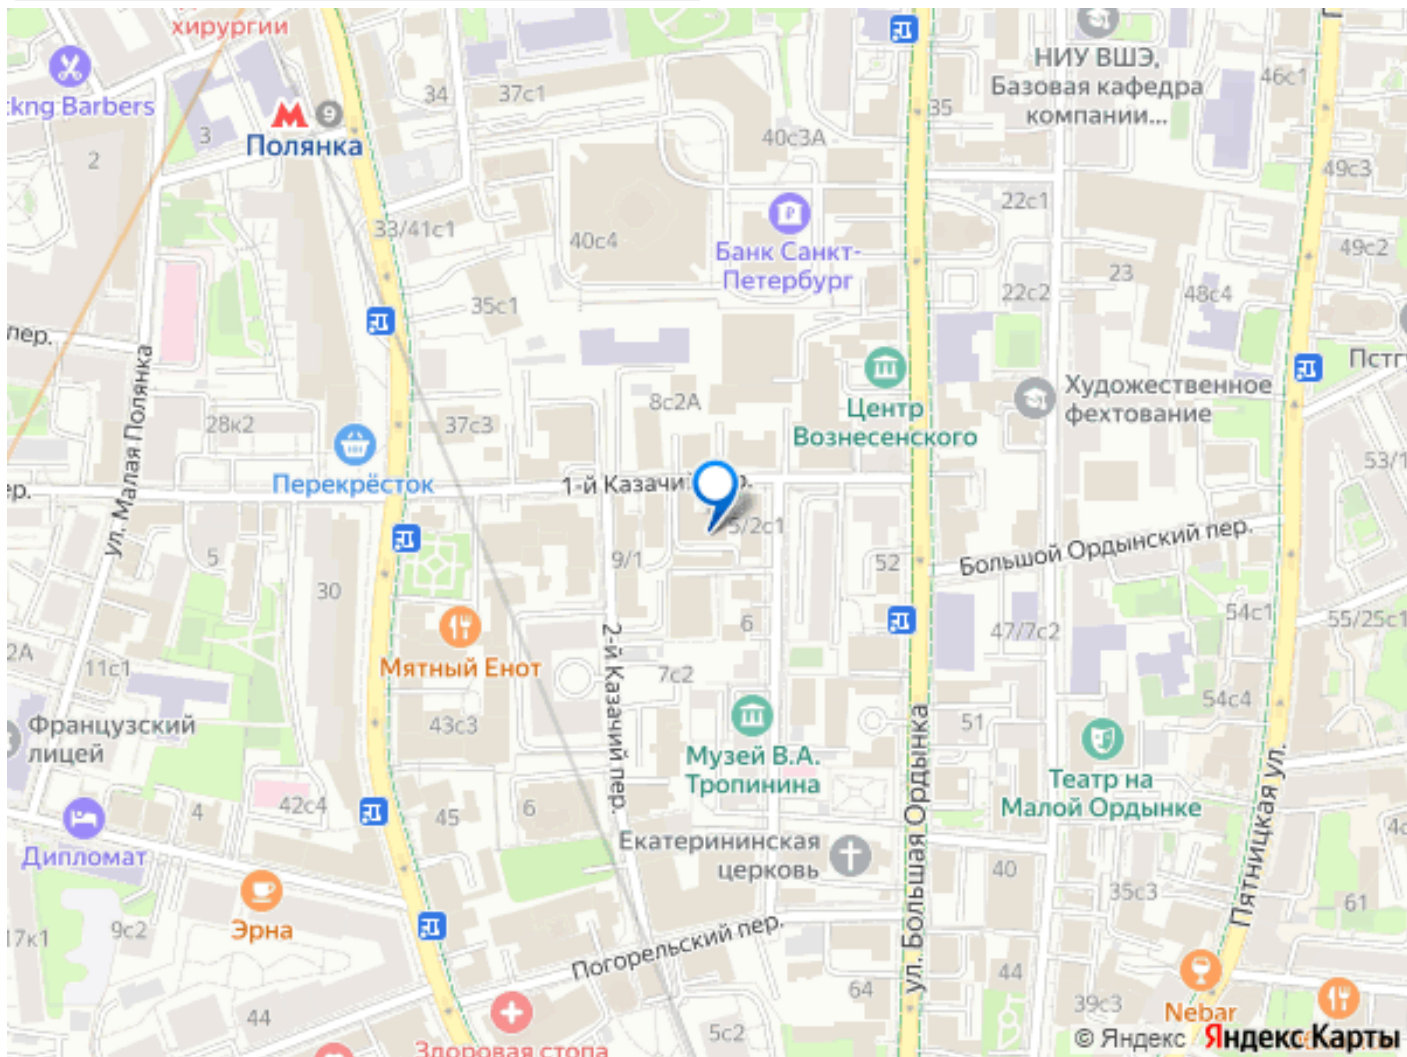 хирургии
kng Barbers
34
37с1
НИУ ВШЭ,
Базовая кафедра
компании...
46с1
35
3
9
Полянка
2
40с3А
49с3
22с1
33/41с1
40с4
Банк Санкт-
Петербург
49с2
23
35с1
22с2
48с4
пер.
Пстг
ул. Малая Полянка
8с2А
Центр
Вознесенского
Художественное
фехтование
28к2
37с3
53/1
Перекрёсток
1-й Казачи
р.
ер.
5/2с1
Большой Ордынский пер.
5
9/1
52
30
54с1
55/25с1
6
47/7с2
2А
11с1
Мятный Енот
2-й Казачий пер.
7с2
54с4
Французский
лицей
43с3
51
ул. Большая Ордынка
Музей В.А.
Тропинина
Театр на
Малой Ордынке
Пятницкая ул.
4
42с4
45
6
Дипломат
Екатерининская
церковь
40
35с3
61
17к1
9с2
Эрна
Погорельский пер.
44
64
44
39с3
Nebar
5с2
Здоровая стопа
© Яндекс Яндекс Карты